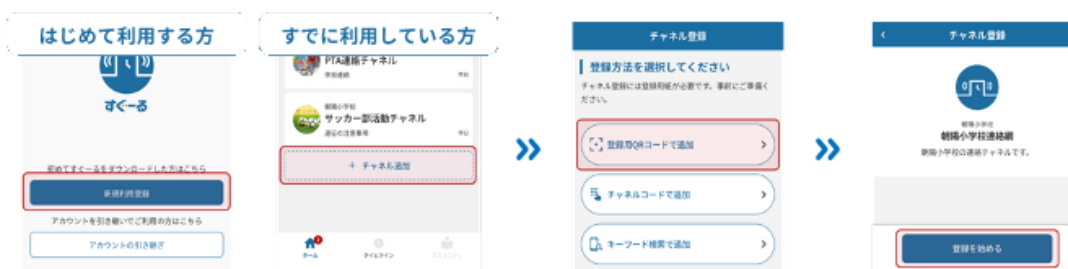 はじめて利用する方
すぐーる
初めてすぐーるをダウンロードした方はこちら
新規利用登録
アカウントを引き継いでご利用の方はこちら
アカウントの引き継ぎ
すでに利用している方
PTA連絡チャネル
朝陽小学校
サッカー部活動チャネル
＋ チャネル追加
ホーム
タイムライン
チャネル登録
登録方法を選択してください
チャネル登録には登録用紙が必要です。事前にご準備く
ださい。
登録用QRコードで追加
チャネルコードで追加
キーワード検索で追加
チャネル登録
朝陽小学校
朝陽小学校連絡網
朝陽小学校の連絡チャネルです。
登録を始める